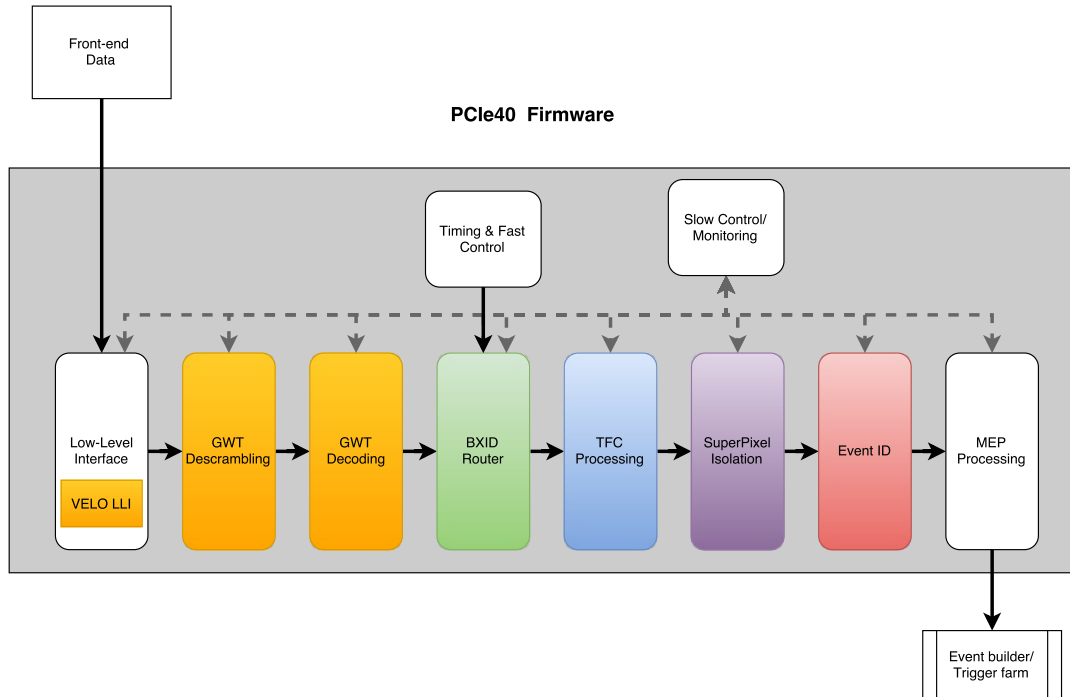 Front-end
Data
PCIe40 Firmware
Timing & Fast
Control
Slow Control/
Monitoring
Low-Level
Interface
VELO LLI
GWT
Descrambling
GWT
Decoding
BXID
Router
TFC
Processing
SuperPixel
Isolation
Event ID
MEP
Processing
Event builder/
Trigger farm